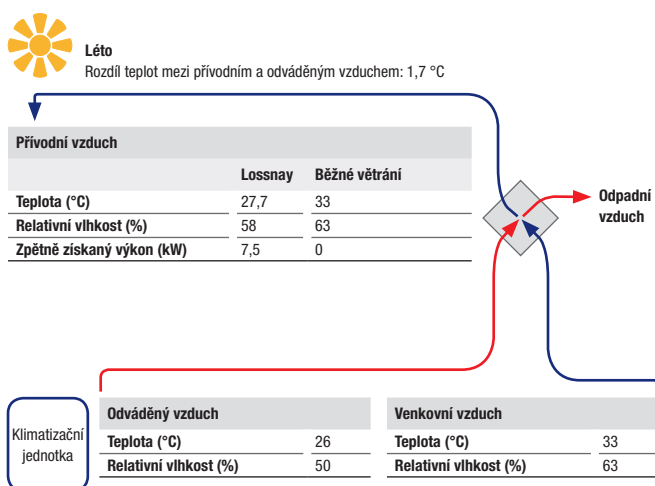 Léto
Rozdíl teplot mezi přívodním a odváděným vzduchem: 1,7 °C
Přívodní vzduch
Lossnay Běžné větrání
Teplota (°C) 27,7 33
Relativní vlhkost (%) 58 63
Zpětně získaný výkon (kW) 7,5 0
Odpadní
vzduch
Klimatizační
jednotka
Odváděný vzduch
Teplota (°C) 26
Relativní vlhkost (%) 50
Venkovní vzduch
Teplota (°C) 33
Relativní vlhkost (%) 63